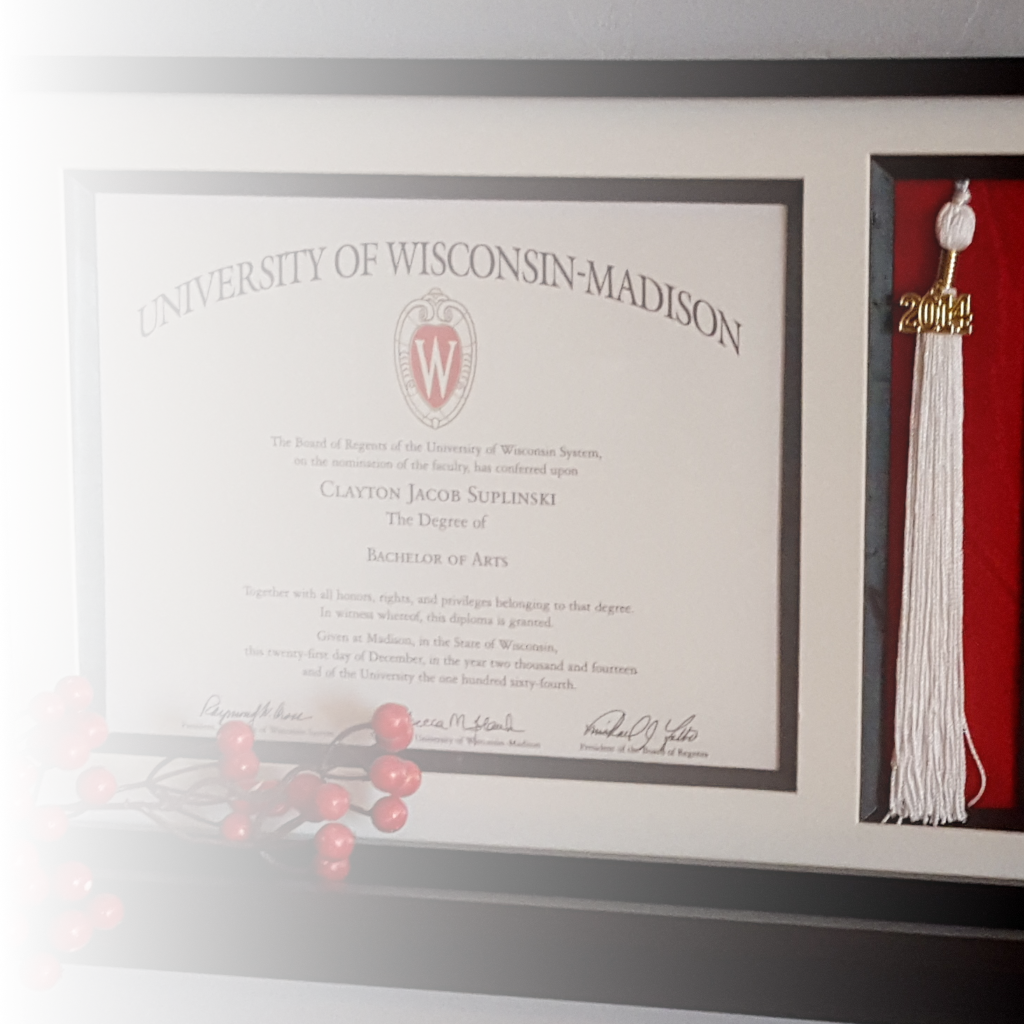 UNIVERSITY OF WISCONSIN-MADISON
W
The Board of Regents of the University of Wisconsin System,
on the nomination of the faculty, has conferred upon
CLAYTON JACOB SUPLINSKI
The Degree of
BACHELOR OF ARTS
Together with all honors, rights, and privileges belonging to that degree.
In witness whereof, this diploma is granted.
Given at Madison, in the State of Wisconsin,
this twenty-first day of December, in the year two thousand and fourteen
and of the University the one hundred sixty-fourth.
of Wisconsin System
University of Wisconsin-Madison
President of the Board of Regents
2014